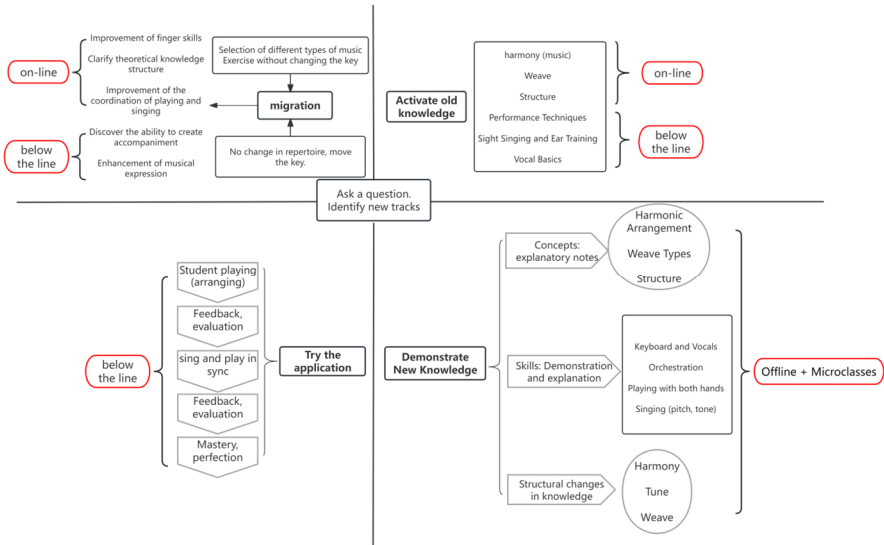 Improvement of finger skills
Clarify theoretical knowledge
structure
Improvement of the
coordination of playing and
singing
on-line
Discover the ability to create
accompaniment
Enhancement of musical
expression
below
the line
Selection of different types of music
Exercise without changing the key
migration
No change in repertoire, move
the key.
Activate old
knowledge
harmony (music)
Weave
Structure
Performance Techniques
Sight Singing and Ear Training
Vocal Basics
on-line
below
the line
Ask a question.
Identify new tracks
below
the line
Student playing
(arranging)
Feedback,
evaluation
sing and play in
sync
Feedback,
evaluation
Mastery,
perfection
Try the
application
Demonstrate
New Knowledge
Concepts:
explanatory notes
Harmonic
Arrangement
Weave Types
Structure
Skills: Demonstration
and explanation
Keyboard and Vocals
Orchestration
Playing with both hands
Singing (pitch, tone)
Structural changes
in knowledge
Harmony
Tune
Weave
Offline + Microclasses